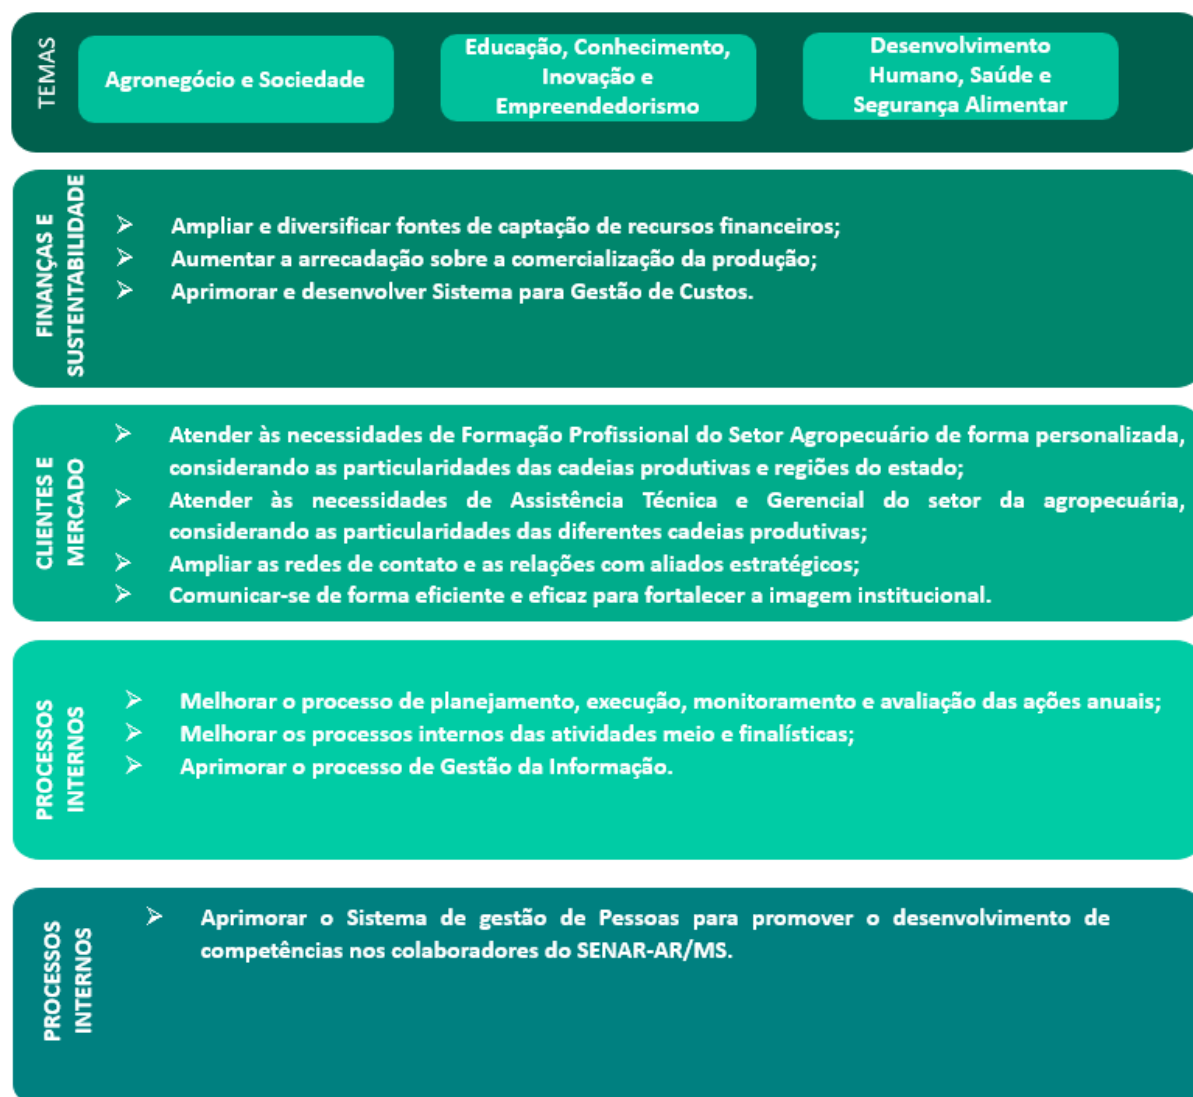 TEMAS
Agronegócio e Sociedade
Educação, Conhecimento,
Inovação e
Empreendedorismo
Desenvolvimento
Humano, Saúde e
Segurança Alimentar
FINANÇAS E
SUSTENTABILIDADE
➢ Ampliar e diversificar fontes de captação de recursos financeiros;
➢ Aumentar a arrecadação sobre a comercialização da produção;
➢ Aprimorar e desenvolver Sistema para Gestão de Custos.
CLIENTES E
MERCADO
➢ Atender às necessidades de Formação Profissional do Setor Agropecuário de forma personalizada,
considerando as particularidades das cadeias produtivas e regiões do estado;
➢ Atender às necessidades de Assistência Técnica e Gerencial do setor da agropecuária,
considerando as particularidades das diferentes cadeias produtivas;
➢ Ampliar as redes de contato e as relações com aliados estratégicos;
➢ Comunicar-se de forma eficiente e eficaz para fortalecer a imagem institucional.
PROCESSOS
INTERNOS
➢ Melhorar o processo de planejamento, execução, monitoramento e avaliação das ações anuais;
➢ Melhorar os processos internos das atividades meio e finalísticas;
➢ Aprimorar o processo de Gestão da Informação.
PROCESSOS
INTERNOS
➢ Aprimorar o Sistema de gestão de Pessoas para promover o desenvolvimento de
competências nos colaboradores do SENAR-AR/MS.